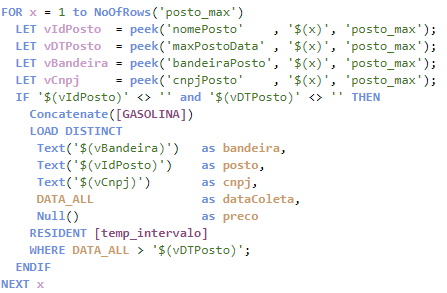 FOR x = 1 to NoOfRows('posto_max')
LET vIdPosto = peek('nomePosto' , '$(x)', 'posto_max');
LET vDTPosto = peek('maxPostoData' , '$(x)', 'posto_max');
LET vBandeira = peek('bandeiraPosto', '$(x)', 'posto_max');
LET vCnpj = peek('cnpjPosto' , '$(x)', 'posto_max');
IF '$(vIdPosto)' <> '' and '$(vDTPosto)' <> '' THEN
Concatenate([GASOLINA])
LOAD DISTINCT
Text('$(vBandeira)') as bandeira,
Text('$(vIdPosto)') as posto,
Text('$(vCnpj)') as cnpj,
DATA_ALL as dataColeta,
Null() as preco
RESIDENT [temp_intervalo]
WHERE DATA_ALL > '$(vDTPosto)';
ENDIF
NEXT x